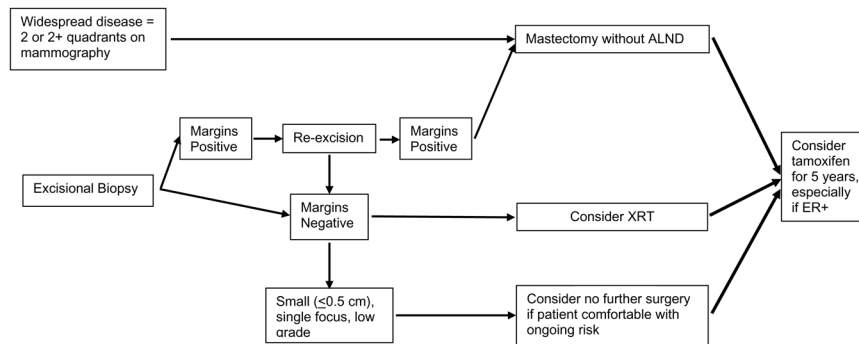 Widespread disease =
2 or 2+ quadrants on
mammography
Mastectomy without ALND
Margins
Positive
Re-excision
Margins
Positive
Excisional Biopsy
Margins
Negative
Consider XRT
Consider
tamoxifen
for 5 years,
especially
if ER+
Small (≤0.5 cm),
single focus, low
grade
Consider no further surgery
if patient comfortable with
ongoing risk